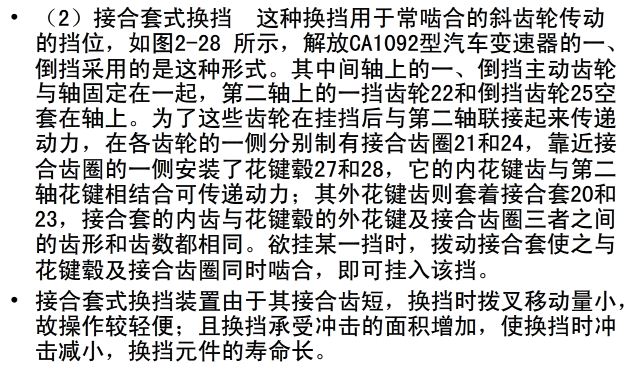 • （2）接合套式换挡　这种换挡用于常啮合的斜齿轮传动
的挡位，如图2-28 所示，解放CA1092型汽车变速器的一、
倒挡采用的是这种形式。其中间轴上的一、倒挡主动齿轮
与轴固定在一起，第二轴上的一挡齿轮22和倒挡齿轮25空
套在轴上。为了这些齿轮在挂挡后与第二轴联接起来传递
动力，在各齿轮的一侧分别制有接合齿圈21和24，靠近接
合齿圈的一侧安装了花键毂27和28，它的内花键齿与第二
轴花键相结合可传递动力；其外花键齿则套着接合套20和
23，接合套的内齿与花键毂的外花键及接合齿圈三者之间
的齿形和齿数都相同。欲挂某一挡时，拨动接合套使之与
花键毂及接合齿圈同时啮合，即可挂入该挡。
• 接合套式换挡装置由于其接合齿短，换挡时拨叉移动量小，
故操作较轻便；且换挡承受冲击的面积增加，使换挡时冲
击减小，换挡元件的寿命长。